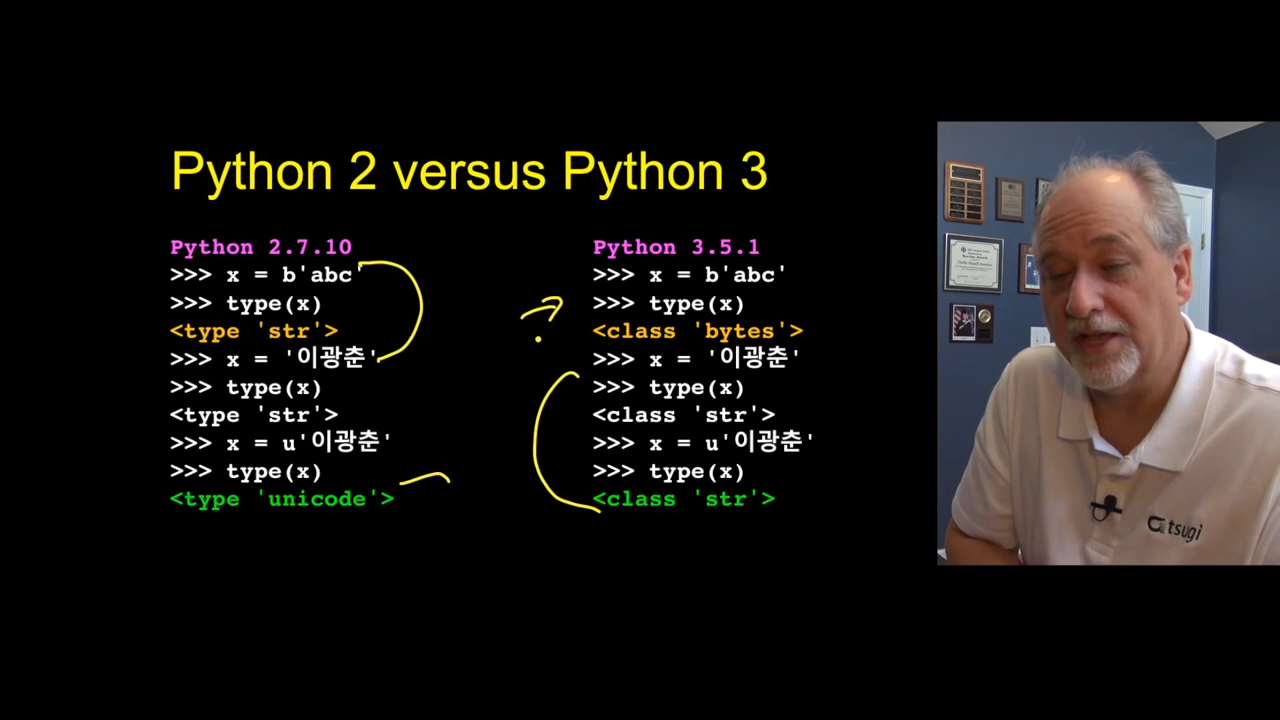 Python 2 versus Python 3
Python 2.7.10
>>> x = b'abc'
>>> type(x)
<type 'str'>
>>> x = '이광춘'
>>> type(x)
<type 'str'>
>>> x = u'이광춘'
>>> type(x)
<type 'unicode'>
Python 3.5.1
>>> x = b'abc'
>>> type(x)
<class 'bytes'>
>>> x = '이광춘'
>>> type(x)
<class 'str'>
>>> x = u'이광춘'
>>> type(x)
<class 'str'>
tsugi